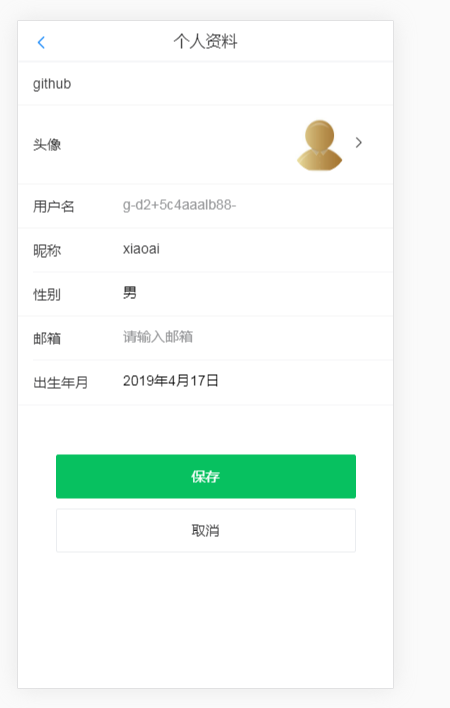 个人资料
github
头像
用户名 g-d2+5c4aaalb88-
昵称 xiaoai
性别 男
邮箱 请输入邮箱
出生年月 2019年4月17日
保存
取消